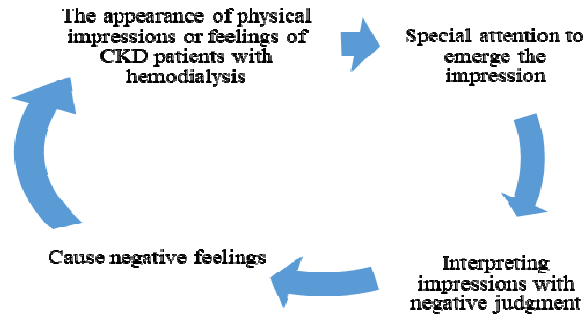 The appearance of physical
impressions or feelings of
CKD patients with
hemodialysis
Special attention to
emerge the
impression
Interpreting
impressions with
negative judgment
Cause negative feelings